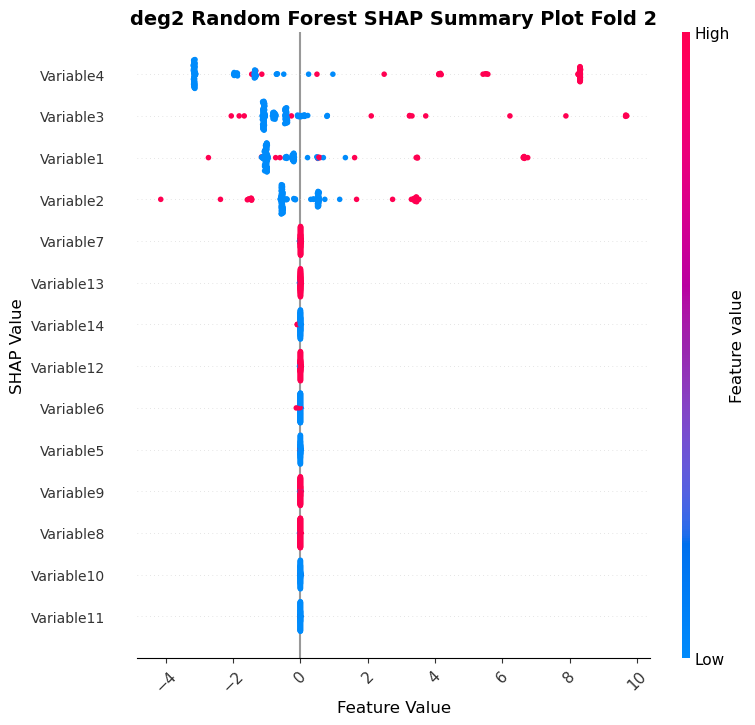 deg2 Random Forest SHAP Summary Plot Fold 2
High
Variable4
Variable3
Variable1
Variable2
Variable7
Variable13
Variable14
Variable12
Variable6
Variable5
Variable9
Variable8
Variable10
Variable11
SHAP Value
Feature value
Low
−4 −2 0 2 4 6 8 10
Feature Value